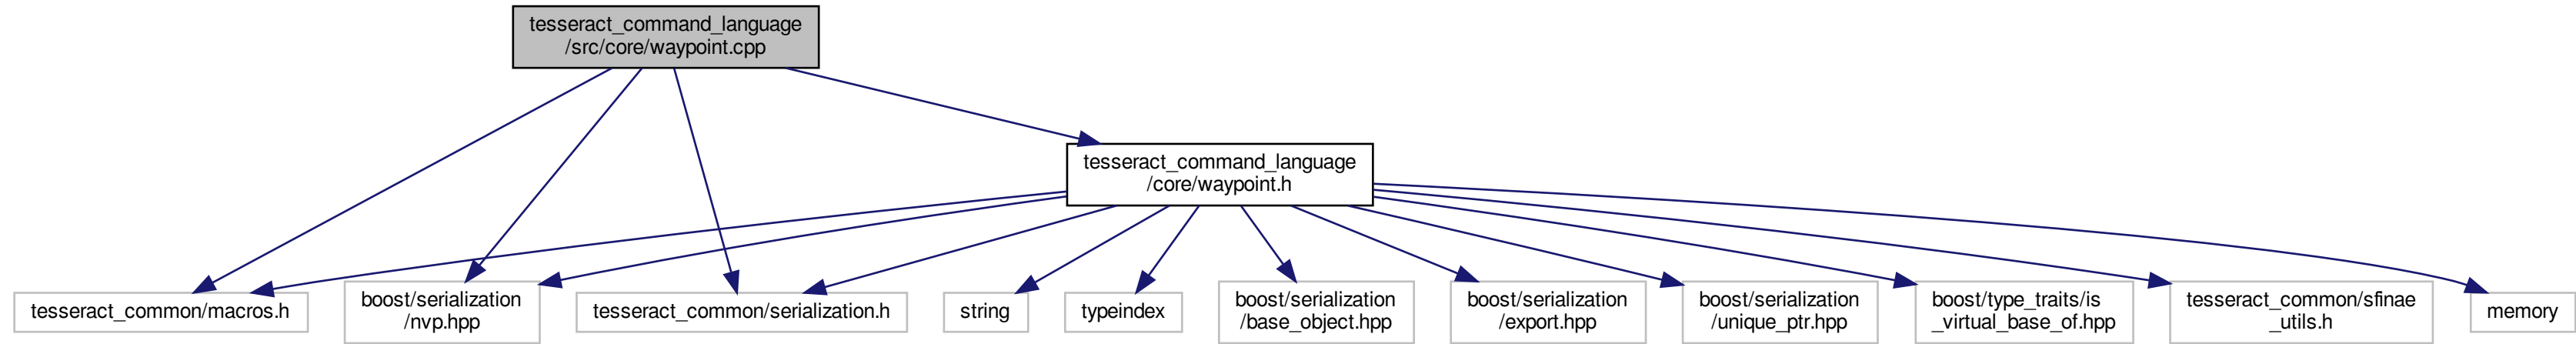 tesseract_command_language
/src/core/waypoint.cpp
tesseract_command_language
/core/waypoint.h
tesseract_common/macros.h
boost/serialization
/nvp.hpp
tesseract_common/serialization.h
string
typeindex
boost/serialization
/base_object.hpp
boost/serialization
/export.hpp
boost/serialization
/unique_ptr.hpp
boost/type_traits/is
_virtual_base_of.hpp
tesseract_common/sfinae
_utils.h
memory